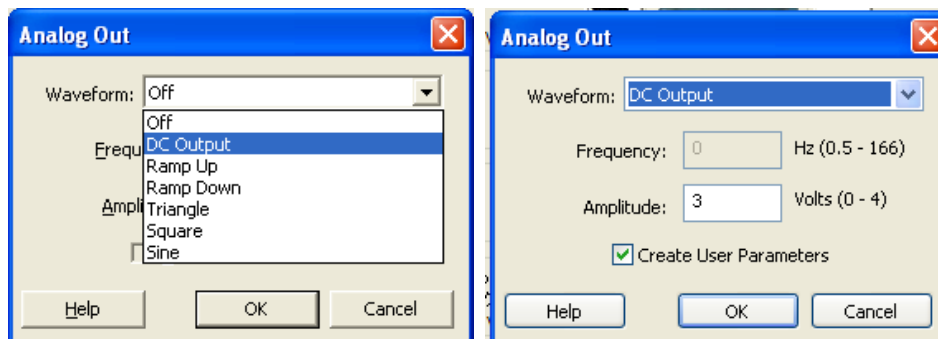 Analog Out
Waveform: Off
Off
DC Output
Ramp Up
Ramp Down
Triangle
Square
Sine
Frequ
Ampli
Help OK Cancel
Analog Out
Waveform: DC Output
Frequency: 0 Hz (0.5 - 166)
Amplitude: 3 Volts (0 - 4)
Create User Parameters
Help OK Cancel